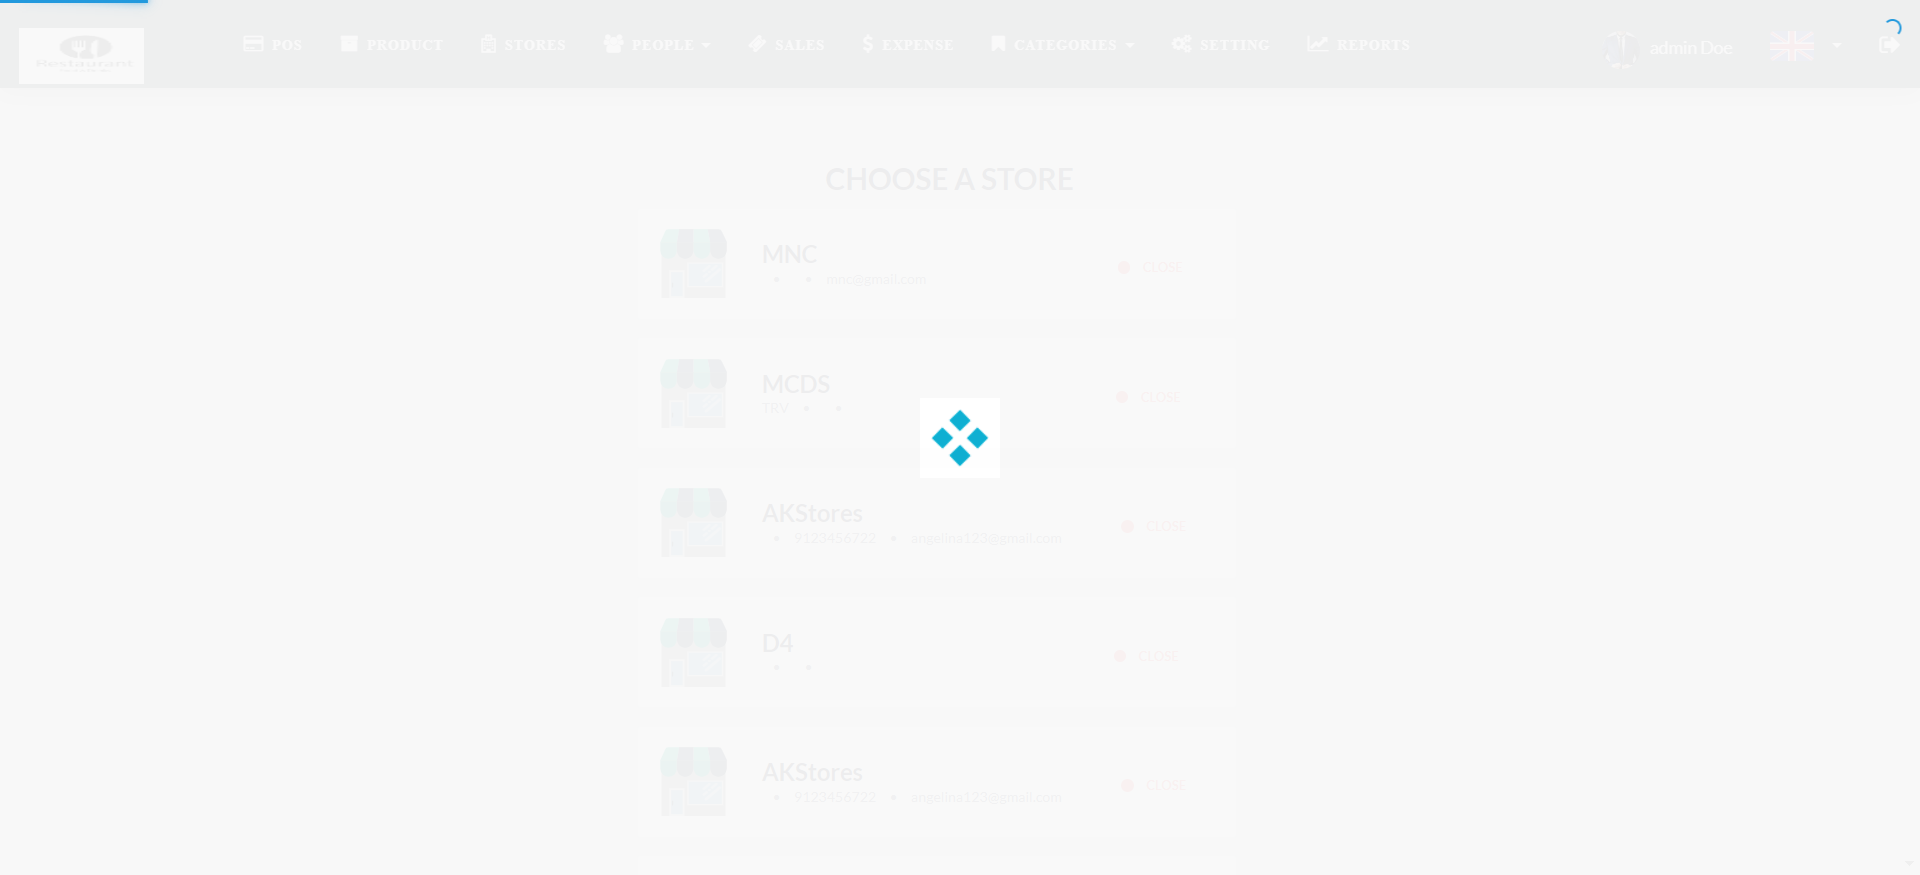 Restaurant
POS
PRODUCT
STORES
PEOPLE
SALES
EXPENSE
CATEGORIES
SETTING
REPORTS
admin Doe
CHOOSE A STORE
MNC
• • mnc@gmail.com
CLOSE
MCDS
TRV • •
CLOSE
AKStores
• 9123456722 • angelina123@gmail.com
CLOSE
D4
• •
CLOSE
AKStores
• 9123456722 • angelina123@gmail.com
CLOSE